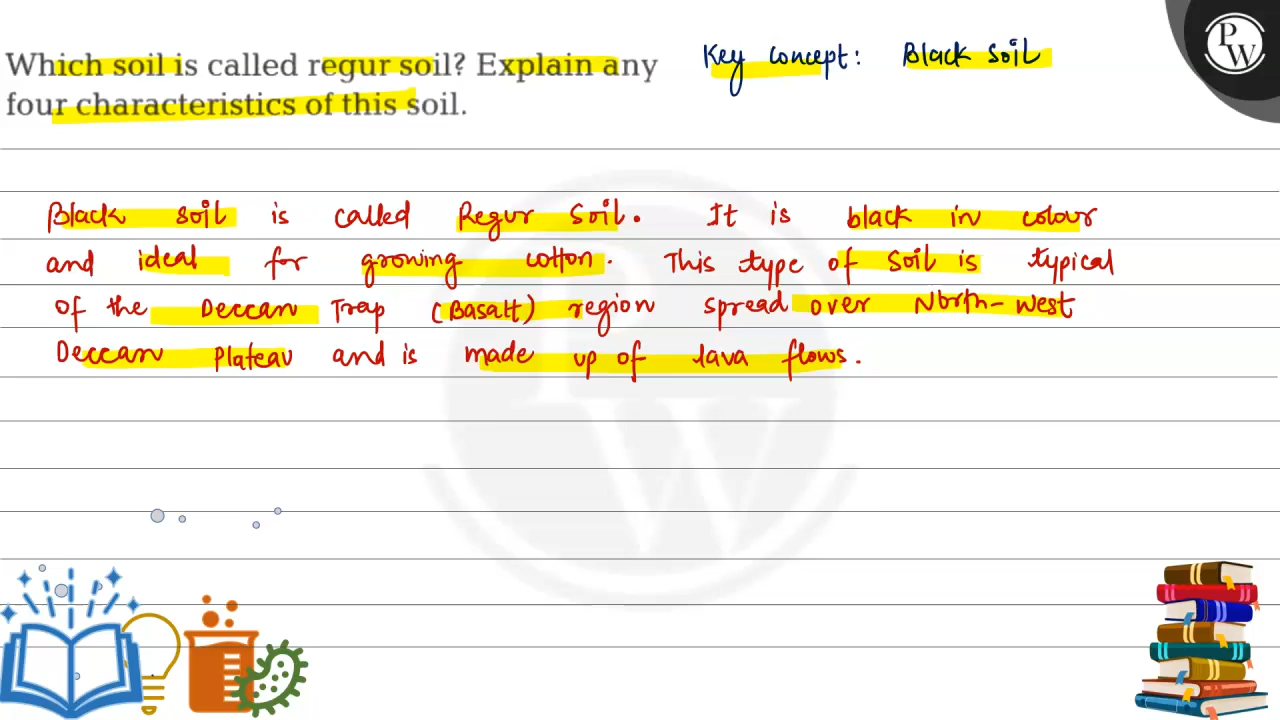 Which soil is called regur soil? Explain any
four characteristics of this soil.
Key concept: Black Soil
PW
Black soil is called Regur Soil. It is black in colour
and ideal for growing cotton. This type of soil is typical
of the Deccan Trap (Basalt) region spread over North-West
Deccan Plateau and is made up of lava flows.
PW